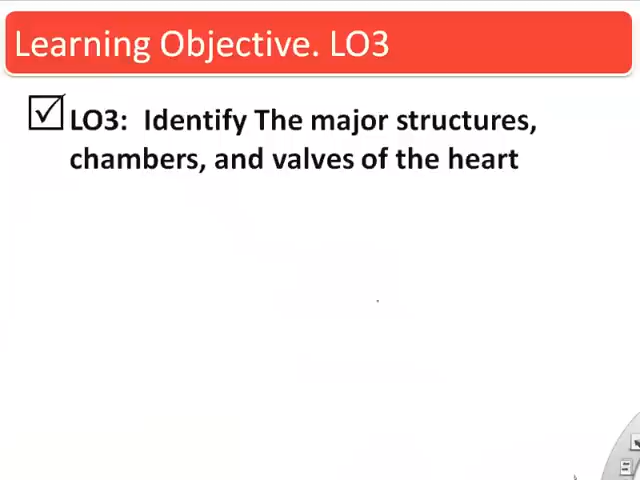 Learning Objective. LO3
LO3: Identify The major structures,
chambers, and valves of the heart